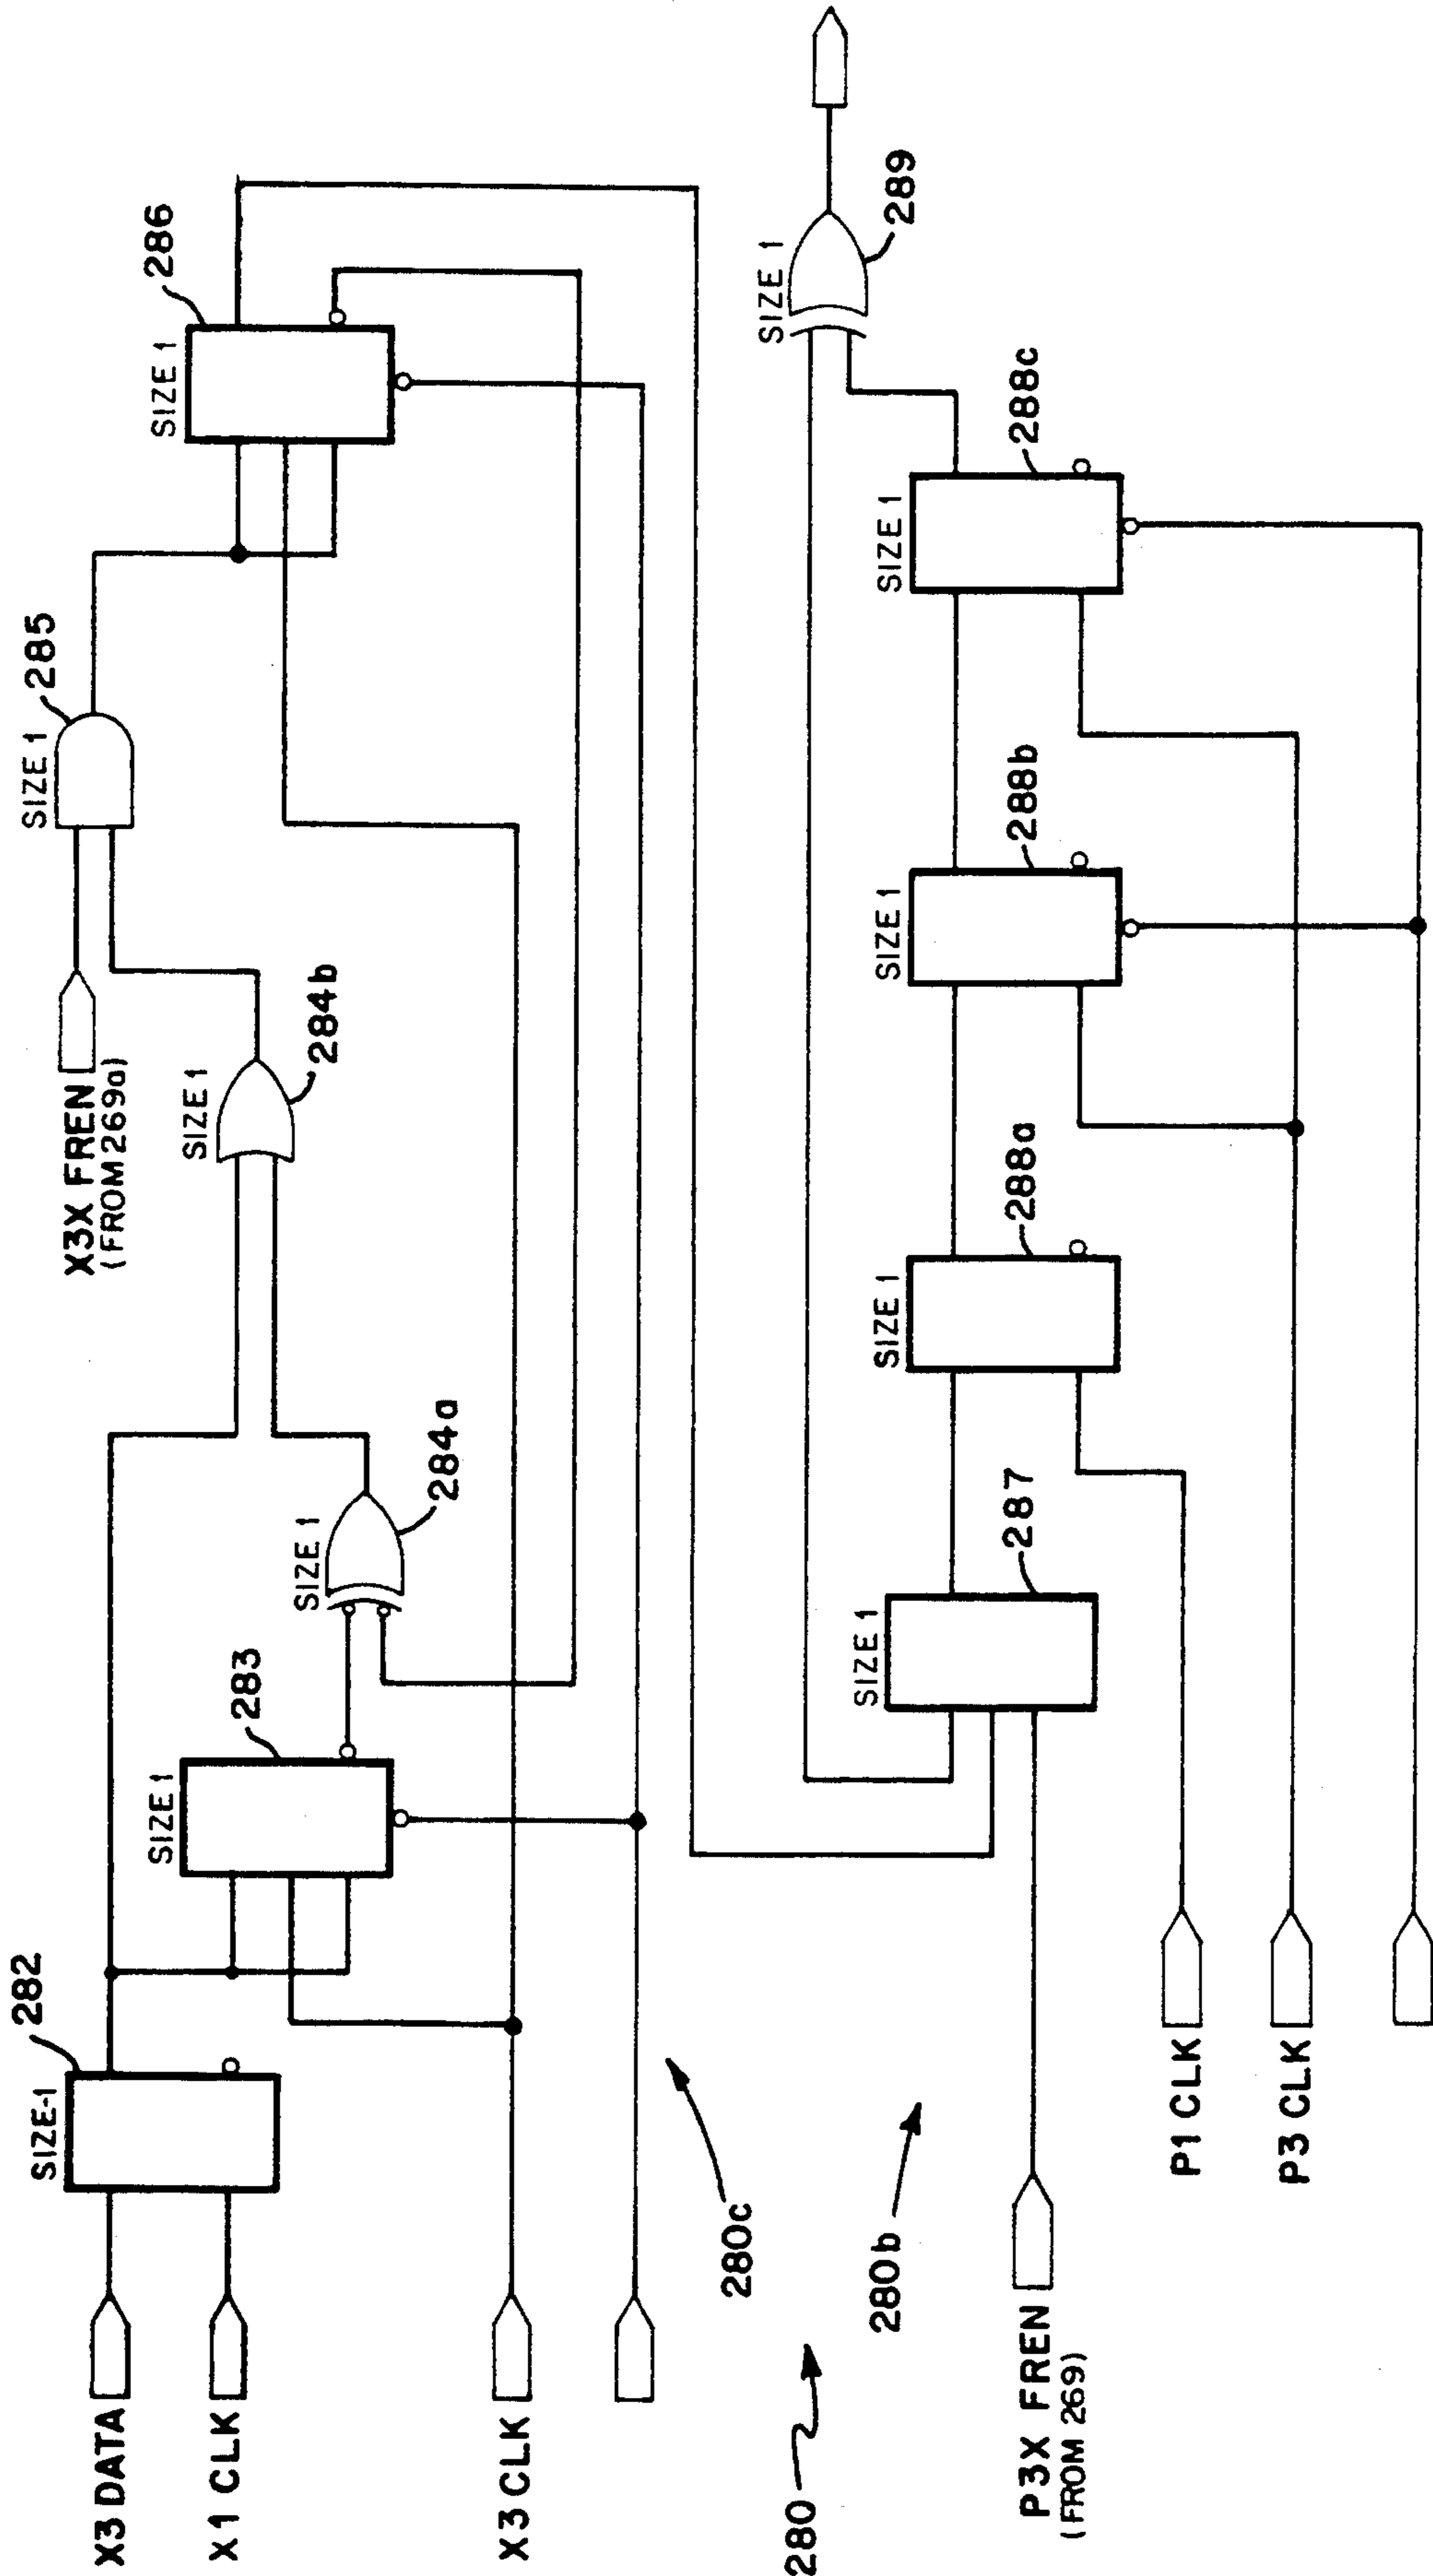 X3 DATA
X1 CLK
X3 CLK
SIZE-1
282
SIZE 1
283
SIZE 1
284a
SIZE 1
284b
X3X FREN
(FROM 269a)
SIZE 1
285
SIZE 1
286
280c
280
280b
P3X FREN
(FROM 269)
P1 CLK
P3 CLK
SIZE 1
287
SIZE 1
288a
SIZE 1
288b
SIZE 1
288c
SIZE 1
289